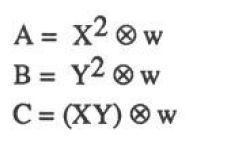 A = X² ⊗ w
B = Y² ⊗ w
C = (XY) ⊗ w